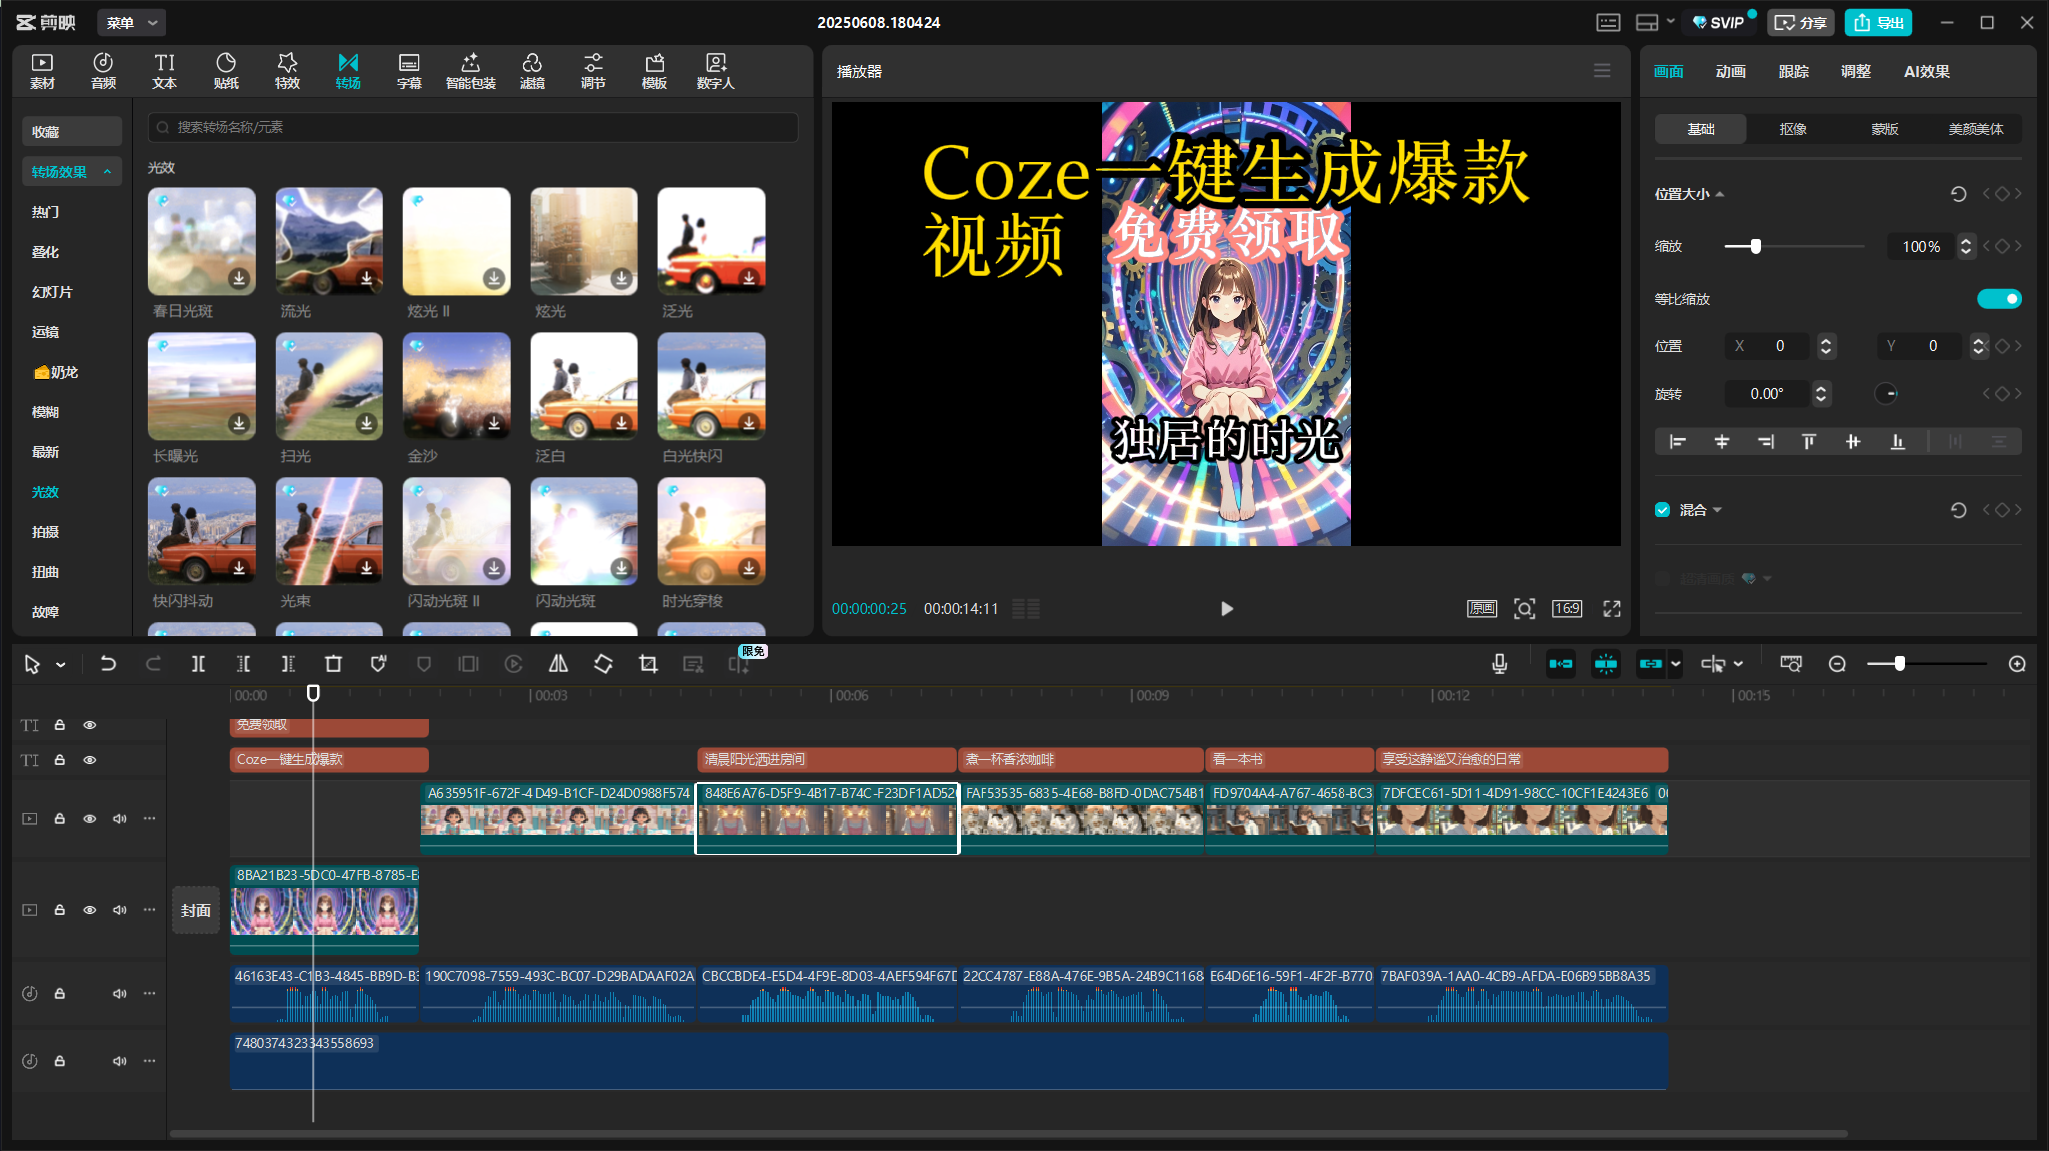 剪映
菜单
20250608.180424
SVIP
分享
导出
素材
音频
TI
文本
贴纸
特效
转场
字幕
智能包装
滤镜
调节
模板
数字人
播放器
画面
动画
跟踪
调整
AI效果
收藏
转场效果
热门
叠化
幻灯片
运镜
奶龙
模糊
最新
光效
拍摄
扭曲
故障
搜索转场名称/元素
光效
春日光斑
流光
炫光 II
炫光
泛光
长曝光
扫光
金沙
泛白
白光快闪
快闪抖动
光束
闪动光斑 II
闪动光斑
时光穿梭
Coze一键生成爆款
视频
免费领取
独居的时光
00:00:00:25
00:00:14:11
原画
16:9
基础
抠像
蒙版
美颜美体
位置大小
缩放
100%
等比缩放
位置
X
0
Y
0
旋转
0.00°
混合
超清画质
限免
00:00
00:03
00:06
00:09
00:12
00:15
TI
免费领取
TI
Coze一键生成爆款
清晨阳光洒进房间
煮一杯香浓咖啡
看一本书
享受这静谧又治愈的日常
A635951F-672F-4D49-B1CF-D24D0988F574
848E6A76-D5F9-4B17-B74C-F23DF1AD520
FAF53535-6835-4E68-B8FD-0DAC754B1
FD9704A4-A767-4658-BC3
7DFCEC61-5D11-4D91-98CC-10CF1E4243E6
封面
8BA21B23-5DC0-47FB-8785-E
46163E43-C1B3-4845-BB9D-B3
190C7098-7559-493C-BC07-D29BADAAF02A
CBCCBDE4-E5D4-4F9E-8D03-4AEF594F67D
22CC4787-E88A-476E-9B5A-24B9C1168
E64D6E16-59F1-4F2F-B770
7BAF039A-1AA0-4CB9-AFDA-E06B95BB8A35
7480374323343558693